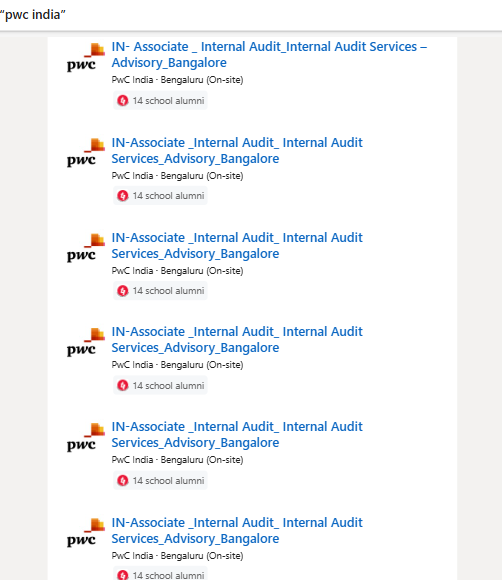 "pwc india"
IN- Associate _ Internal Audit_Internal Audit Services –
Advisory_Bangalore
pwc
PwC India · Bengaluru (On-site)
14 school alumni
IN-Associate _Internal Audit_ Internal Audit
Services_Advisory_Bangalore
pwc
PwC India · Bengaluru (On-site)
14 school alumni
IN-Associate _Internal Audit_ Internal Audit
Services_Advisory_Bangalore
pwc
PwC India · Bengaluru (On-site)
14 school alumni
IN-Associate _Internal Audit_ Internal Audit
Services_Advisory_Bangalore
pwc
PwC India · Bengaluru (On-site)
14 school alumni
IN-Associate _Internal Audit_ Internal Audit
Services_Advisory_Bangalore
pwc
PwC India · Bengaluru (On-site)
14 school alumni
IN-Associate _Internal Audit_ Internal Audit
Services_Advisory_Bangalore
pwc
PwC India · Bengaluru (On-site)
14 school alumni